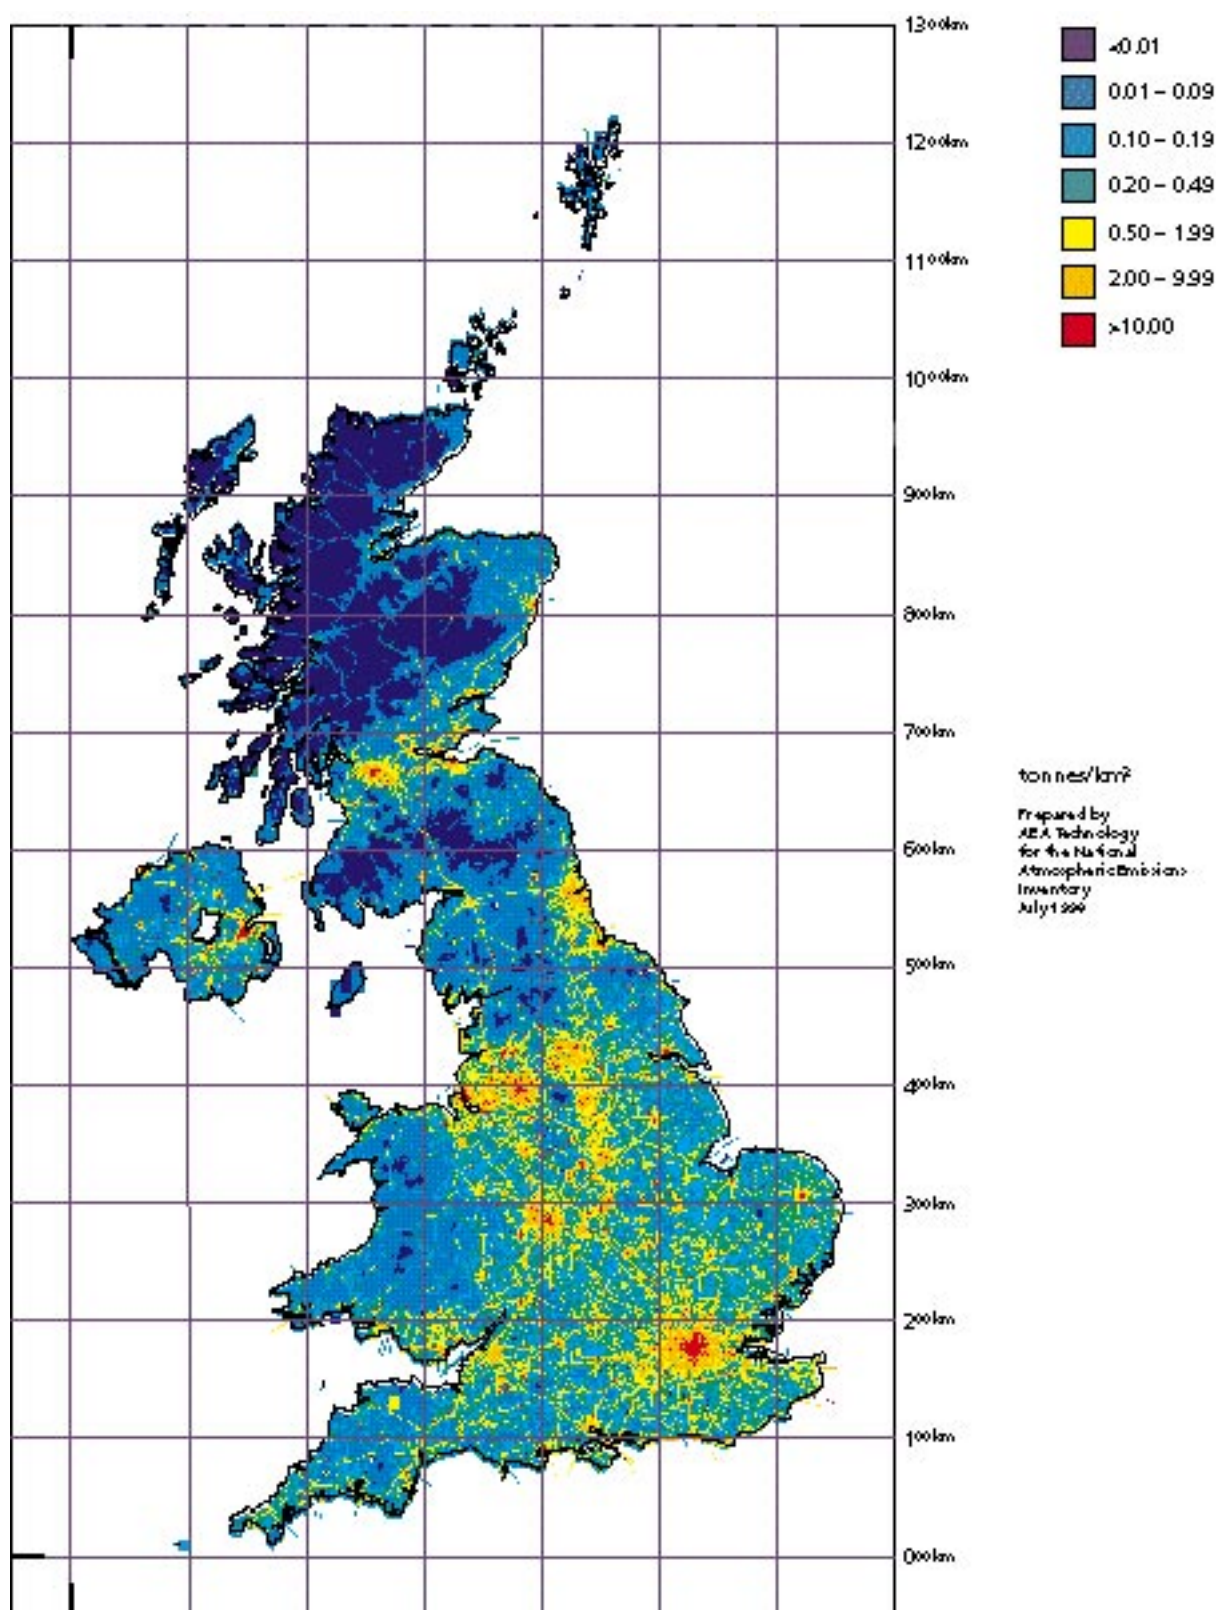 1300km
1200km
1100km
1000km
900km
800km
700km
600km
500km
400km
300km
200km
100km
000km
<0.01
0.01 – 0.09
0.10 – 0.19
0.20 – 0.49
0.50 – 1.99
2.00 – 9.99
>10.00
tonnes/km²
Prepared by
AEA Technology
for the National
Atmospheric Emissions
Inventory
July 1999